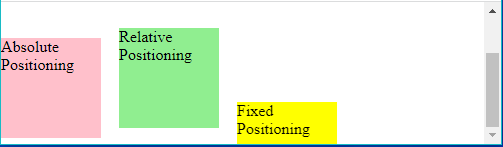 Absolute
Positioning
Relative
Positioning
Fixed
Positioning